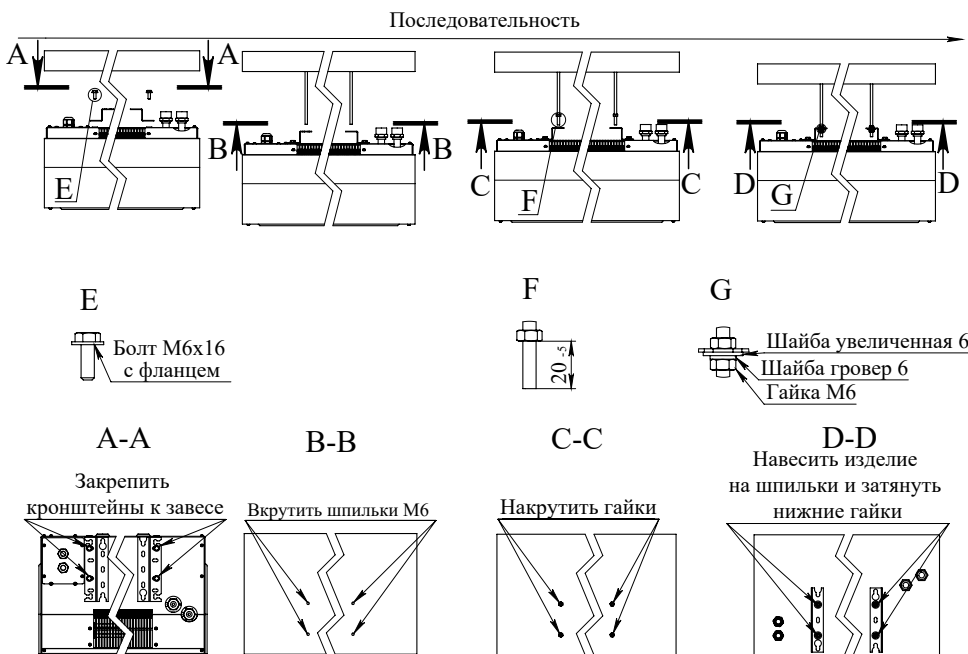 Последовательность
A
A
B
B
C
C
D
D
E
F
G
E
F
G
Болт М6х16
с фланцем
20 -5
Шайба увеличенная 6
Шайба гровер 6
Гайка М6
A-A
B-B
C-C
D-D
Закрепить
кронштейны к завесе
Вкрутить шпильки М6
Накрутить гайки
Навесить изделие
на шпильки и затянуть
нижние гайки